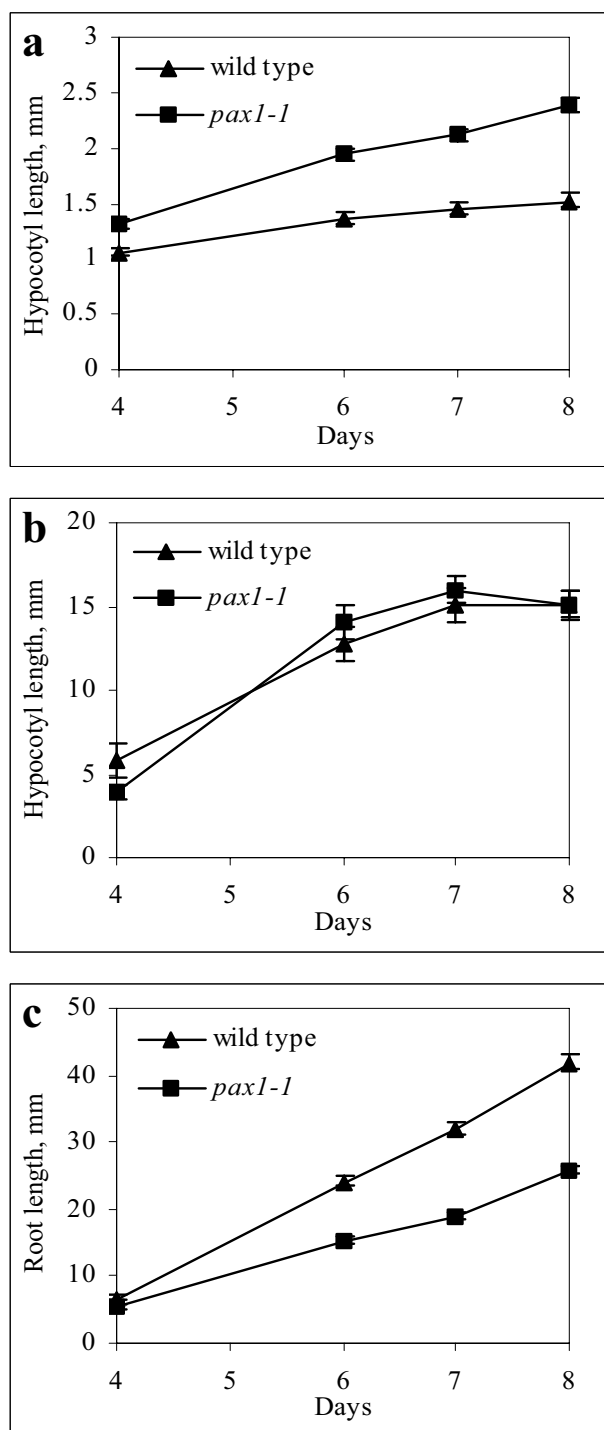 a
wild type
pax1-1
Hypocotyl length, mm
3
2.5
2
1.5
1
0.5
0
4 5 6 7 8
Days
b
wild type
pax1-1
Hypocotyl length, mm
20
15
10
5
0
4 5 6 7 8
Days
c
wild type
pax1-1
Root length, mm
50
40
30
20
10
0
4 5 6 7 8
Days